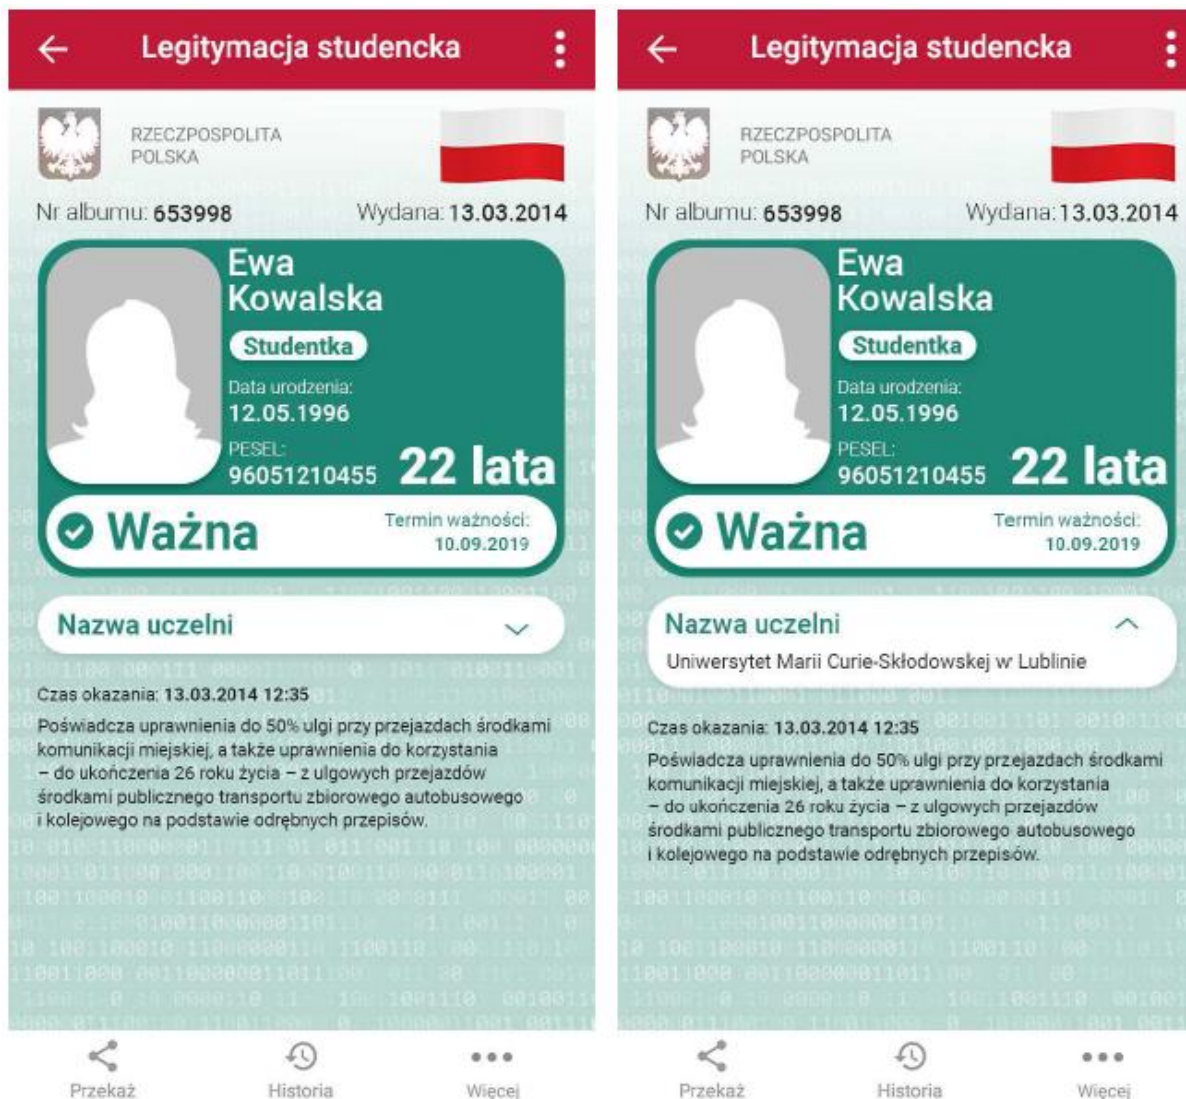 Legitymacja studencka
RZECZPOSPOLITA
POLSKA
Nr albumu: 653998 Wydana: 13.03.2014
Ewa
Kowalska
Studentka
Data urodzenia:
12.05.1996
PESEL:
96051210455 22 lata
Ważna
Termin ważności:
10.09.2019
Nazwa uczelni
Czas okazania: 13.03.2014 12:35
Poświadcza uprawnienia do 50% ulgi przy przejazdach środkami
komunikacji miejskiej, a także uprawnienia do korzystania
– do ukończenia 26 roku życia – z ulgowych przejazdów
środkami publicznego transportu zbiorowego autobusowego
i kolejowego na podstawie odrębnych przepisów.
Przekaż Historia Więcej
Legitymacja studencka
RZECZPOSPOLITA
POLSKA
Nr albumu: 653998 Wydana: 13.03.2014
Ewa
Kowalska
Studentka
Data urodzenia:
12.05.1996
PESEL:
96051210455 22 lata
Ważna
Termin ważności:
10.09.2019
Nazwa uczelni
Uniwersytet Marii Curie-Skłodowskej w Lublinie
Czas okazania: 13.03.2014 12:35
Poświadcza uprawnienia do 50% ulgi przy przejazdach środkami
komunikacji miejskiej, a także uprawnienia do korzystania
– do ukończenia 26 roku życia – z ulgowych przejazdów
środkami publicznego transportu zbiorowego autobusowego
i kolejowego na podstawie odrębnych przepisów.
Przekaż Historia Więcej